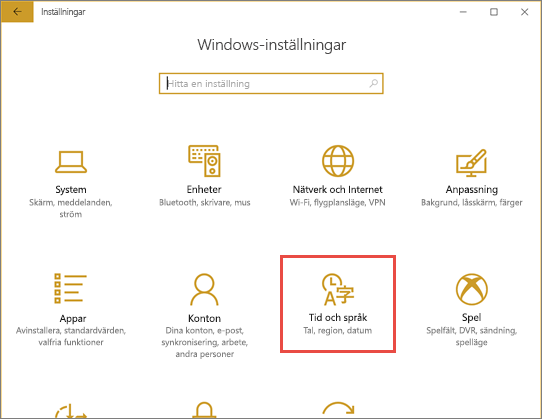 Inställningar
Windows-inställningar
Hitta en inställning
System
Skärm, meddelanden,
ström
Enheter
Bluetooth, skrivare, mus
Nätverk och Internet
Wi-Fi, flygplansläge, VPN
Anpassning
Bakgrund, låsskärm, färger
Appar
Avinstallera, standardvärden,
valfria funktioner
Konton
Dina konton, e-post,
synkronisering, arbete,
andra personer
A字
Tid och språk
Tal, region, datum
Spel
Spelfält, DVR, sändning,
spelläge